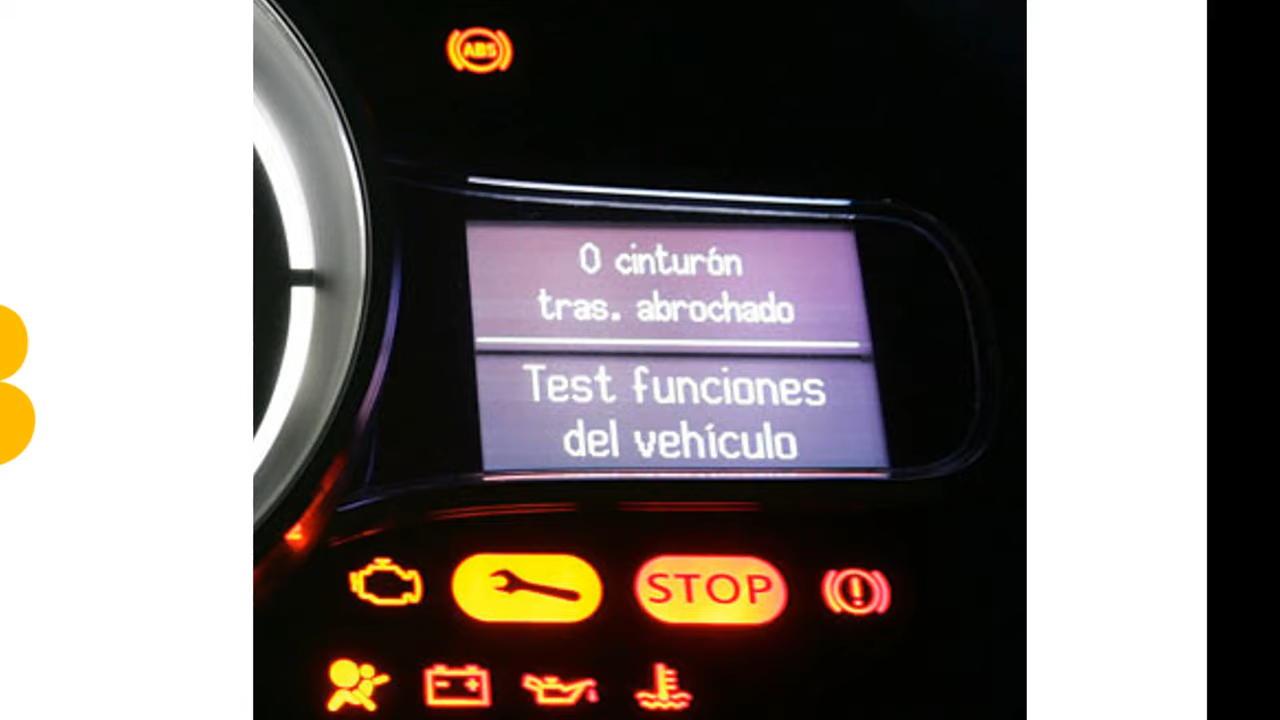 ABS
0 cinturón
tras. abrochado
Test funciones
del vehículo
STOP